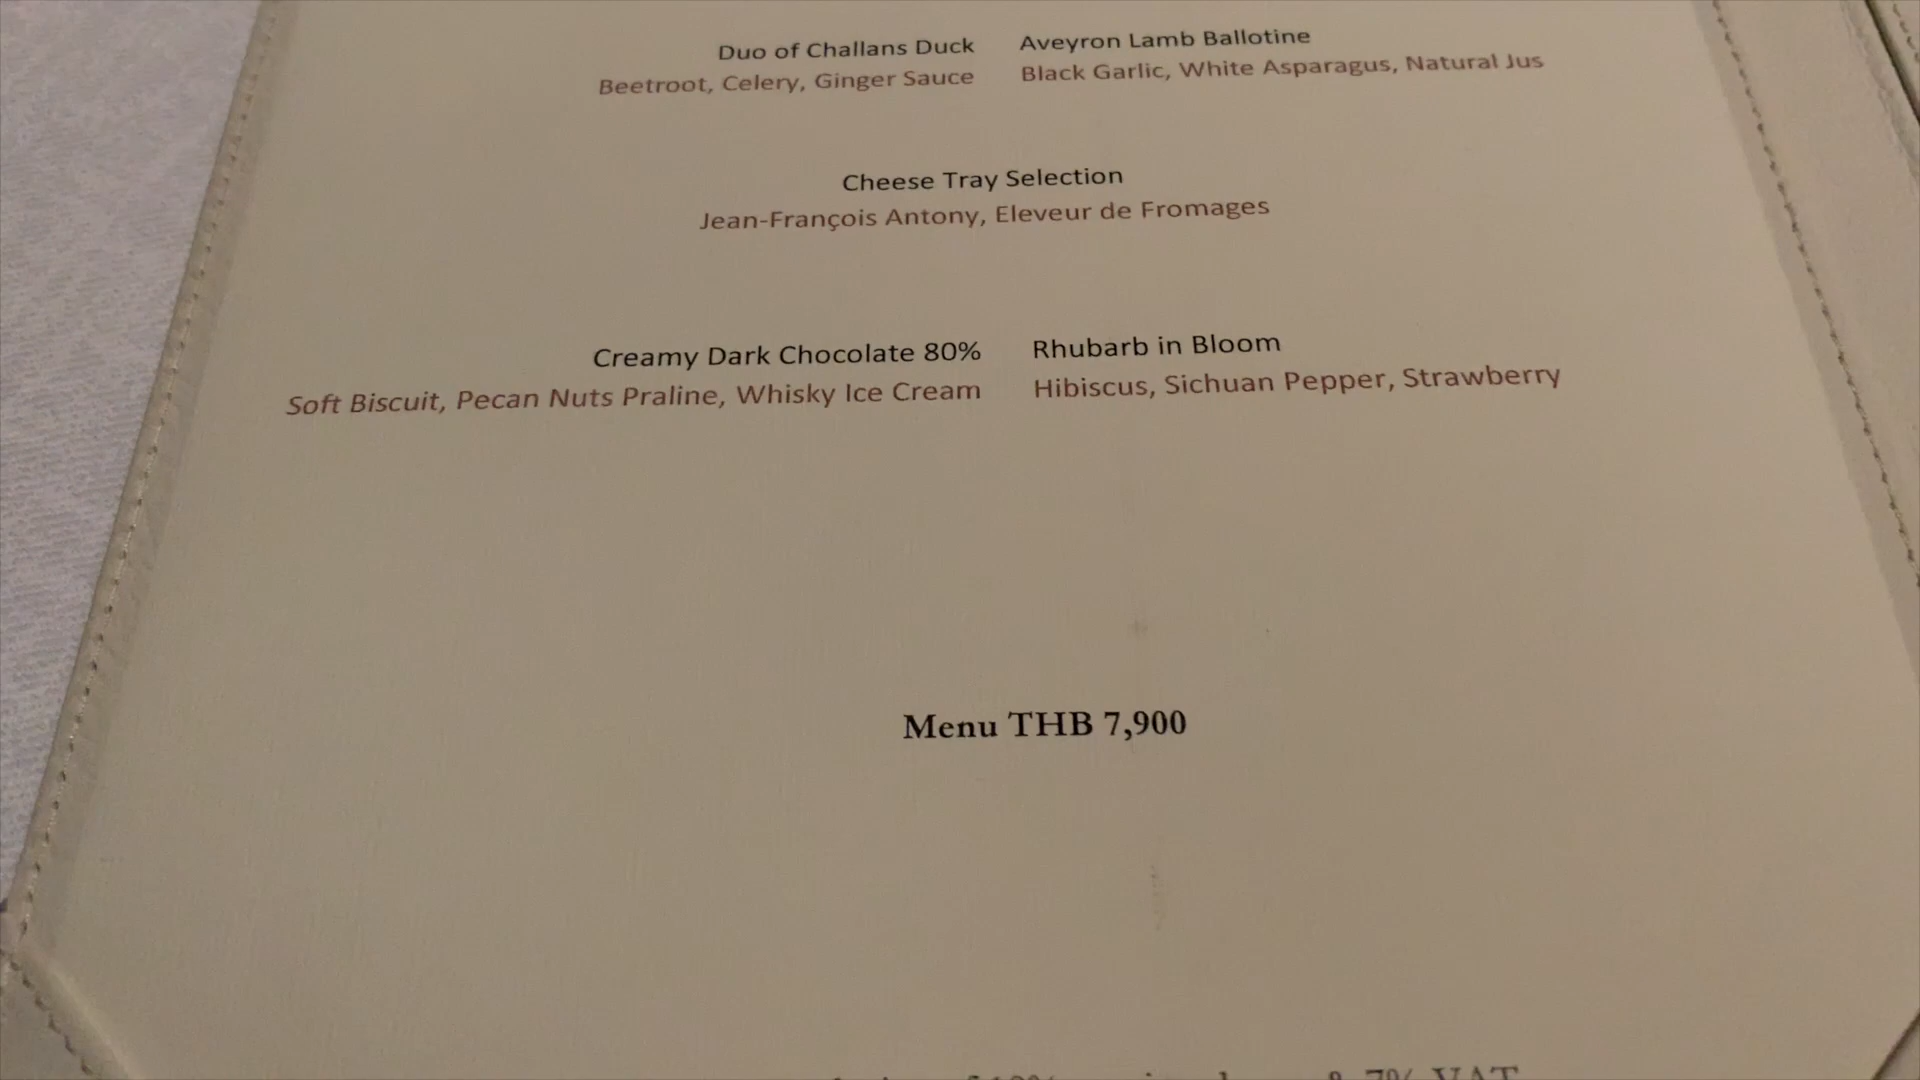 Duo of Challans Duck
Beetroot, Celery, Ginger Sauce
Aveyron Lamb Ballotine
Black Garlic, White Asparagus, Natural Jus
Cheese Tray Selection
Jean-François Antony, Eleveur de Fromages
Creamy Dark Chocolate 80%
Soft Biscuit, Pecan Nuts Praline, Whisky Ice Cream
Rhubarb in Bloom
Hibiscus, Sichuan Pepper, Strawberry
Menu THB 7,900
& 7% VAT